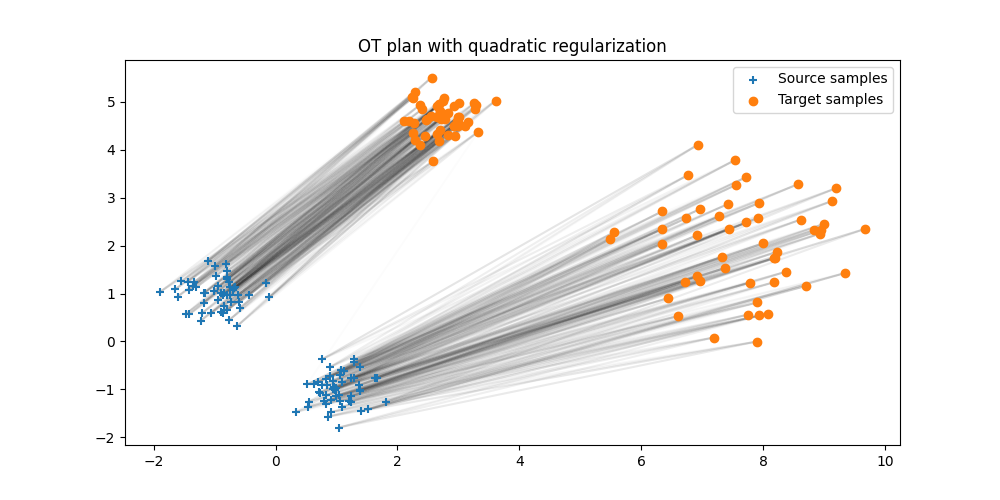 OT plan with quadratic regularization
Source samples
Target samples
5
4
3
2
1
0
−1
−2
−2 0 2 4 6 8 10